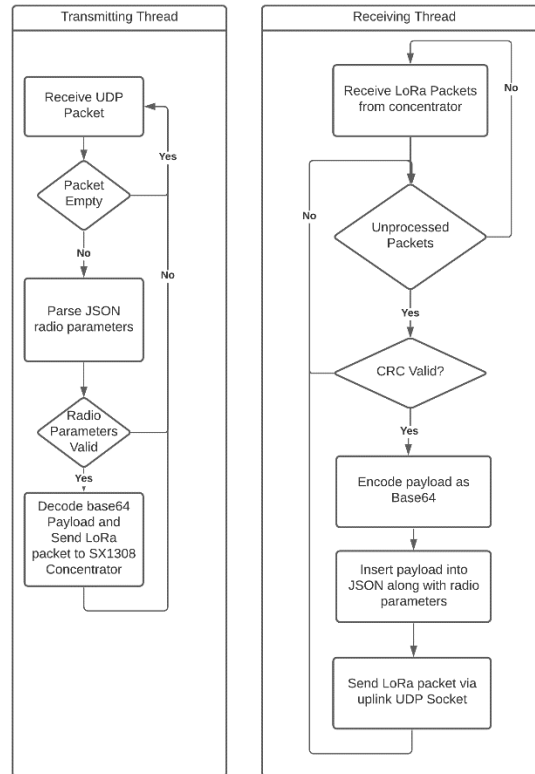 Transmitting Thread
Receive UDP
Packet
Yes
Packet
Empty
No
No
Parse JSON
radio parameters
Radio
Parameters
Valid
Yes
Decode base64
Payload and
Send LoRa
packet to SX1308
Concentrator
Receiving Thread
Receive LoRa Packets
from concentrator
No
No
Unprocessed
Packets
Yes
CRC Valid?
Yes
Encode payload as
Base64
Insert payload into
JSON along with radio
parameters
Send LoRa packet via
uplink UDP Socket